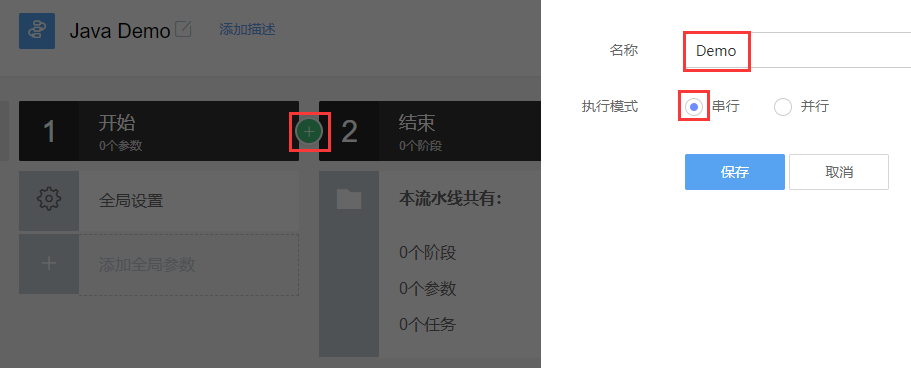 Java Demo
添加描述
1
开始
0个参数
2
结束
0个阶段
全局设置
添加全局参数
本流水线共有:
0个阶段
0个参数
0个任务
名称
Demo
执行模式
串行
并行
保存
取消